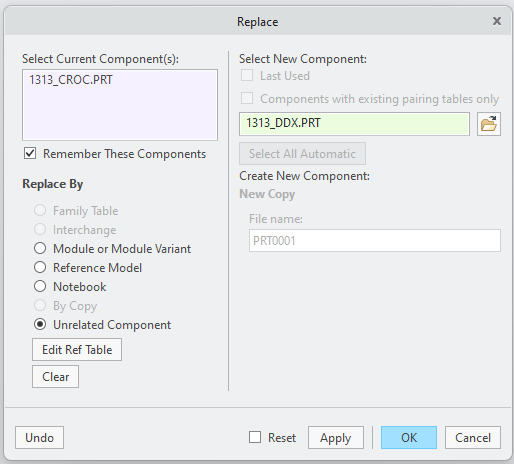 Replace
Select Current Component(s):
1313_CROC.PRT
Remember These Components
Replace By
Family Table
Interchange
Module or Module Variant
Reference Model
Notebook
By Copy
Unrelated Component
Edit Ref Table
Clear
Select New Component:
Last Used
Components with existing pairing tables only
1313_DDX.PRT
Select All Automatic
Create New Component:
New Copy
File name:
PRT0001
Undo
Reset
Apply
OK
Cancel